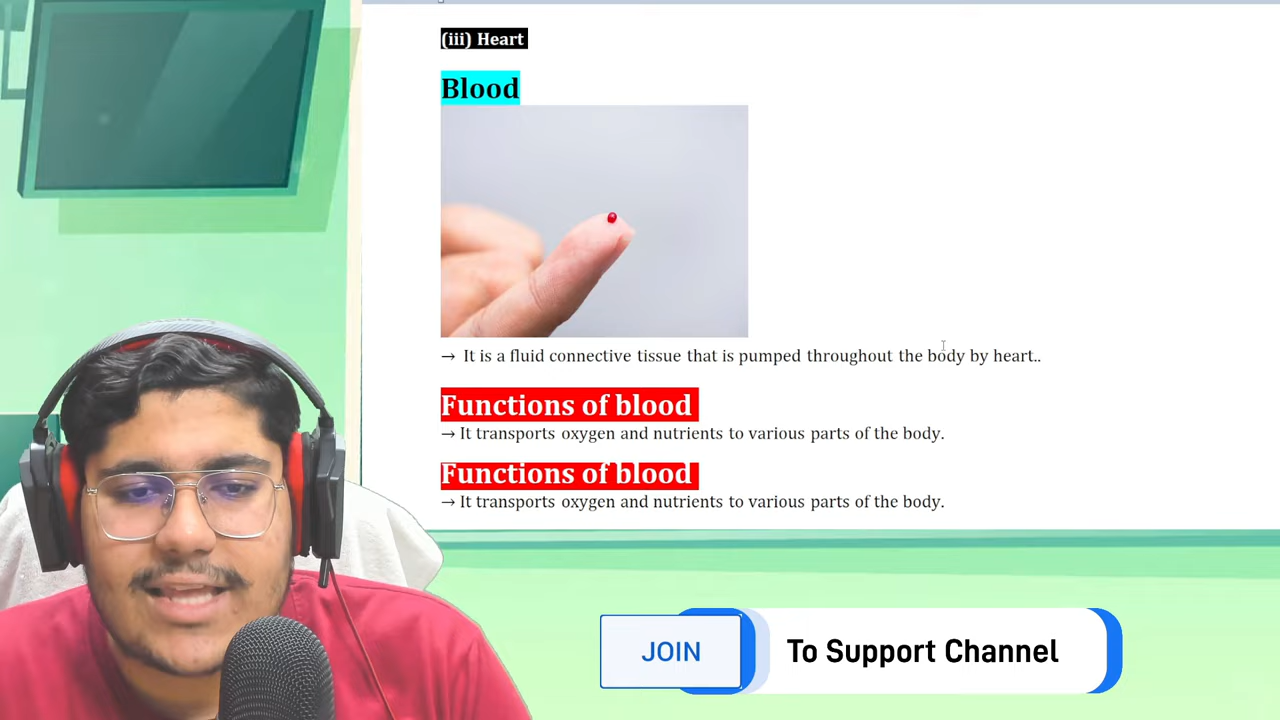 (iii) Heart
Blood
→ It is a fluid connective tissue that is pumped throughout the body by heart..
Functions of blood
→ It transports oxygen and nutrients to various parts of the body.
Functions of blood
→ It transports oxygen and nutrients to various parts of the body.
JOIN
To Support Channel